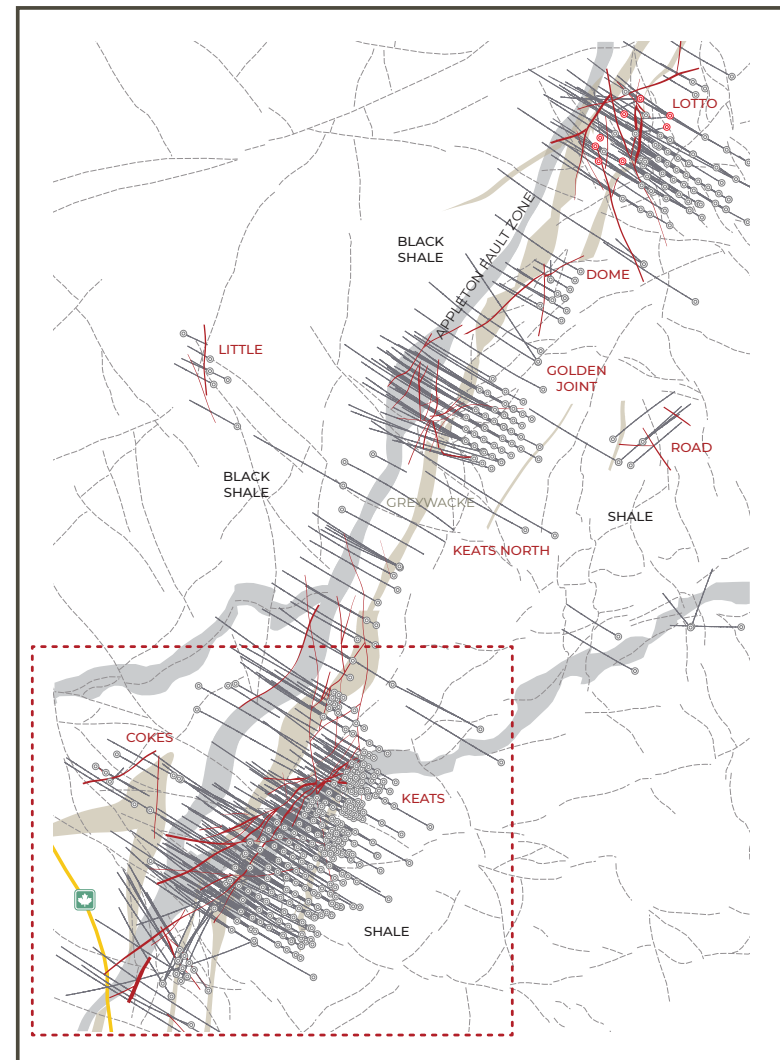 LOTTO
BLACK
SHALE
APPLETON FAULT ZONE
DOME
LITTLE
GOLDEN
JOINT
ROAD
BLACK
SHALE
GREYWACKE
SHALE
KEATS NORTH
COKES
KEATS
SHALE